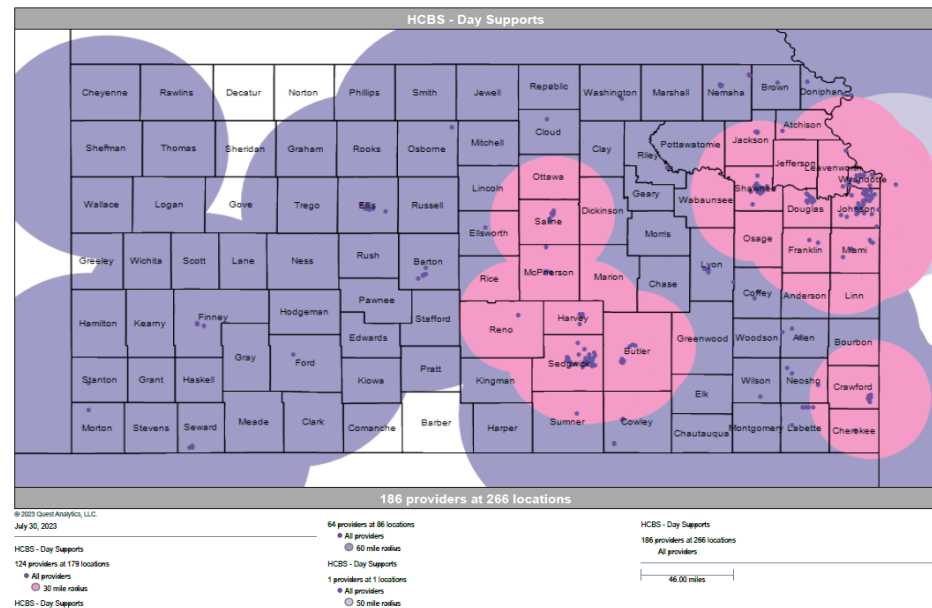 HCBS - Day Supports
Cheyenne Rawlins Decatur Norton Phillips Smith Jewell Republic Washington Marshall Nemaha Brown Doniphan
Cloud Atchison
Sherman Thomas Sheridan Graham Rooks Osborne Mitchell Clay Riley Pottawatomie Jackson
Jefferson Leavenworth Wyandotte
Ottawa
Wallace Logan Gove Trego Ellis Russell Lincoln Saline Dickinson Geary Wabaunsee Shawnee Douglas Johnson
Ellsworth Morris Osage Franklin Miami
Greeley Wichita Scott Lane Ness Rush Barton Rice McPherson Marion Chase Lyon
Coffey Anderson Linn
Hamilton Kearny Finney Hodgeman Pawnee Stafford Reno Harvey
Gray Ford Edwards Sedgwick Butler Greenwood Woodson Allen Bourbon
Stanton Grant Haskell Kiowa Pratt Kingman Elk Wilson Neosho Crawford
Morton Stevens Seward Meade Clark Comanche Barber Harper Sumner Cowley Chautauqua Montgomery Labette Cherokee
186 providers at 266 locations
© 2023 Quest Analytics, LLC.
July 30, 2023
HCBS - Day Supports
124 providers at 179 locations
All providers
30 mile radius
HCBS - Day Supports
64 providers at 86 locations
All providers
60 mile radius
HCBS - Day Supports
1 providers at 1 locations
All providers
50 mile radius
HCBS - Day Supports
186 providers at 266 locations
All providers
46.00 miles